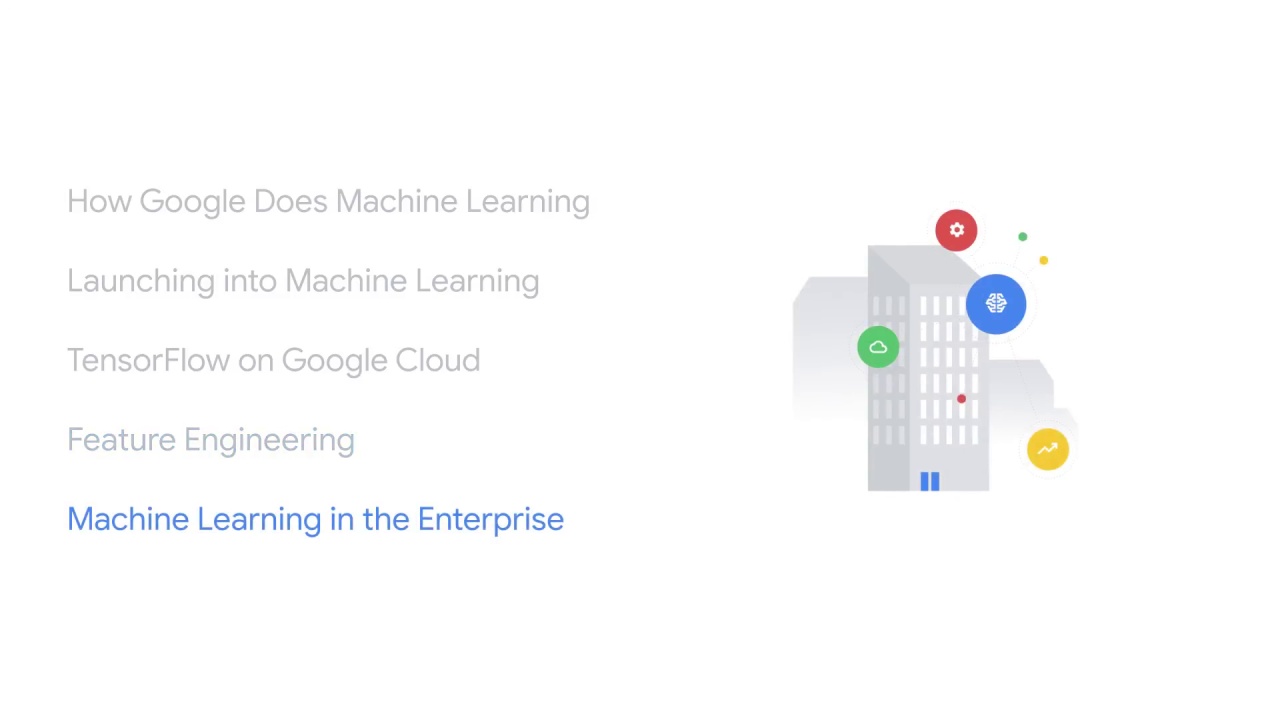 How Google Does Machine Learning
Launching into Machine Learning
TensorFlow on Google Cloud
Feature Engineering
Machine Learning in the Enterprise